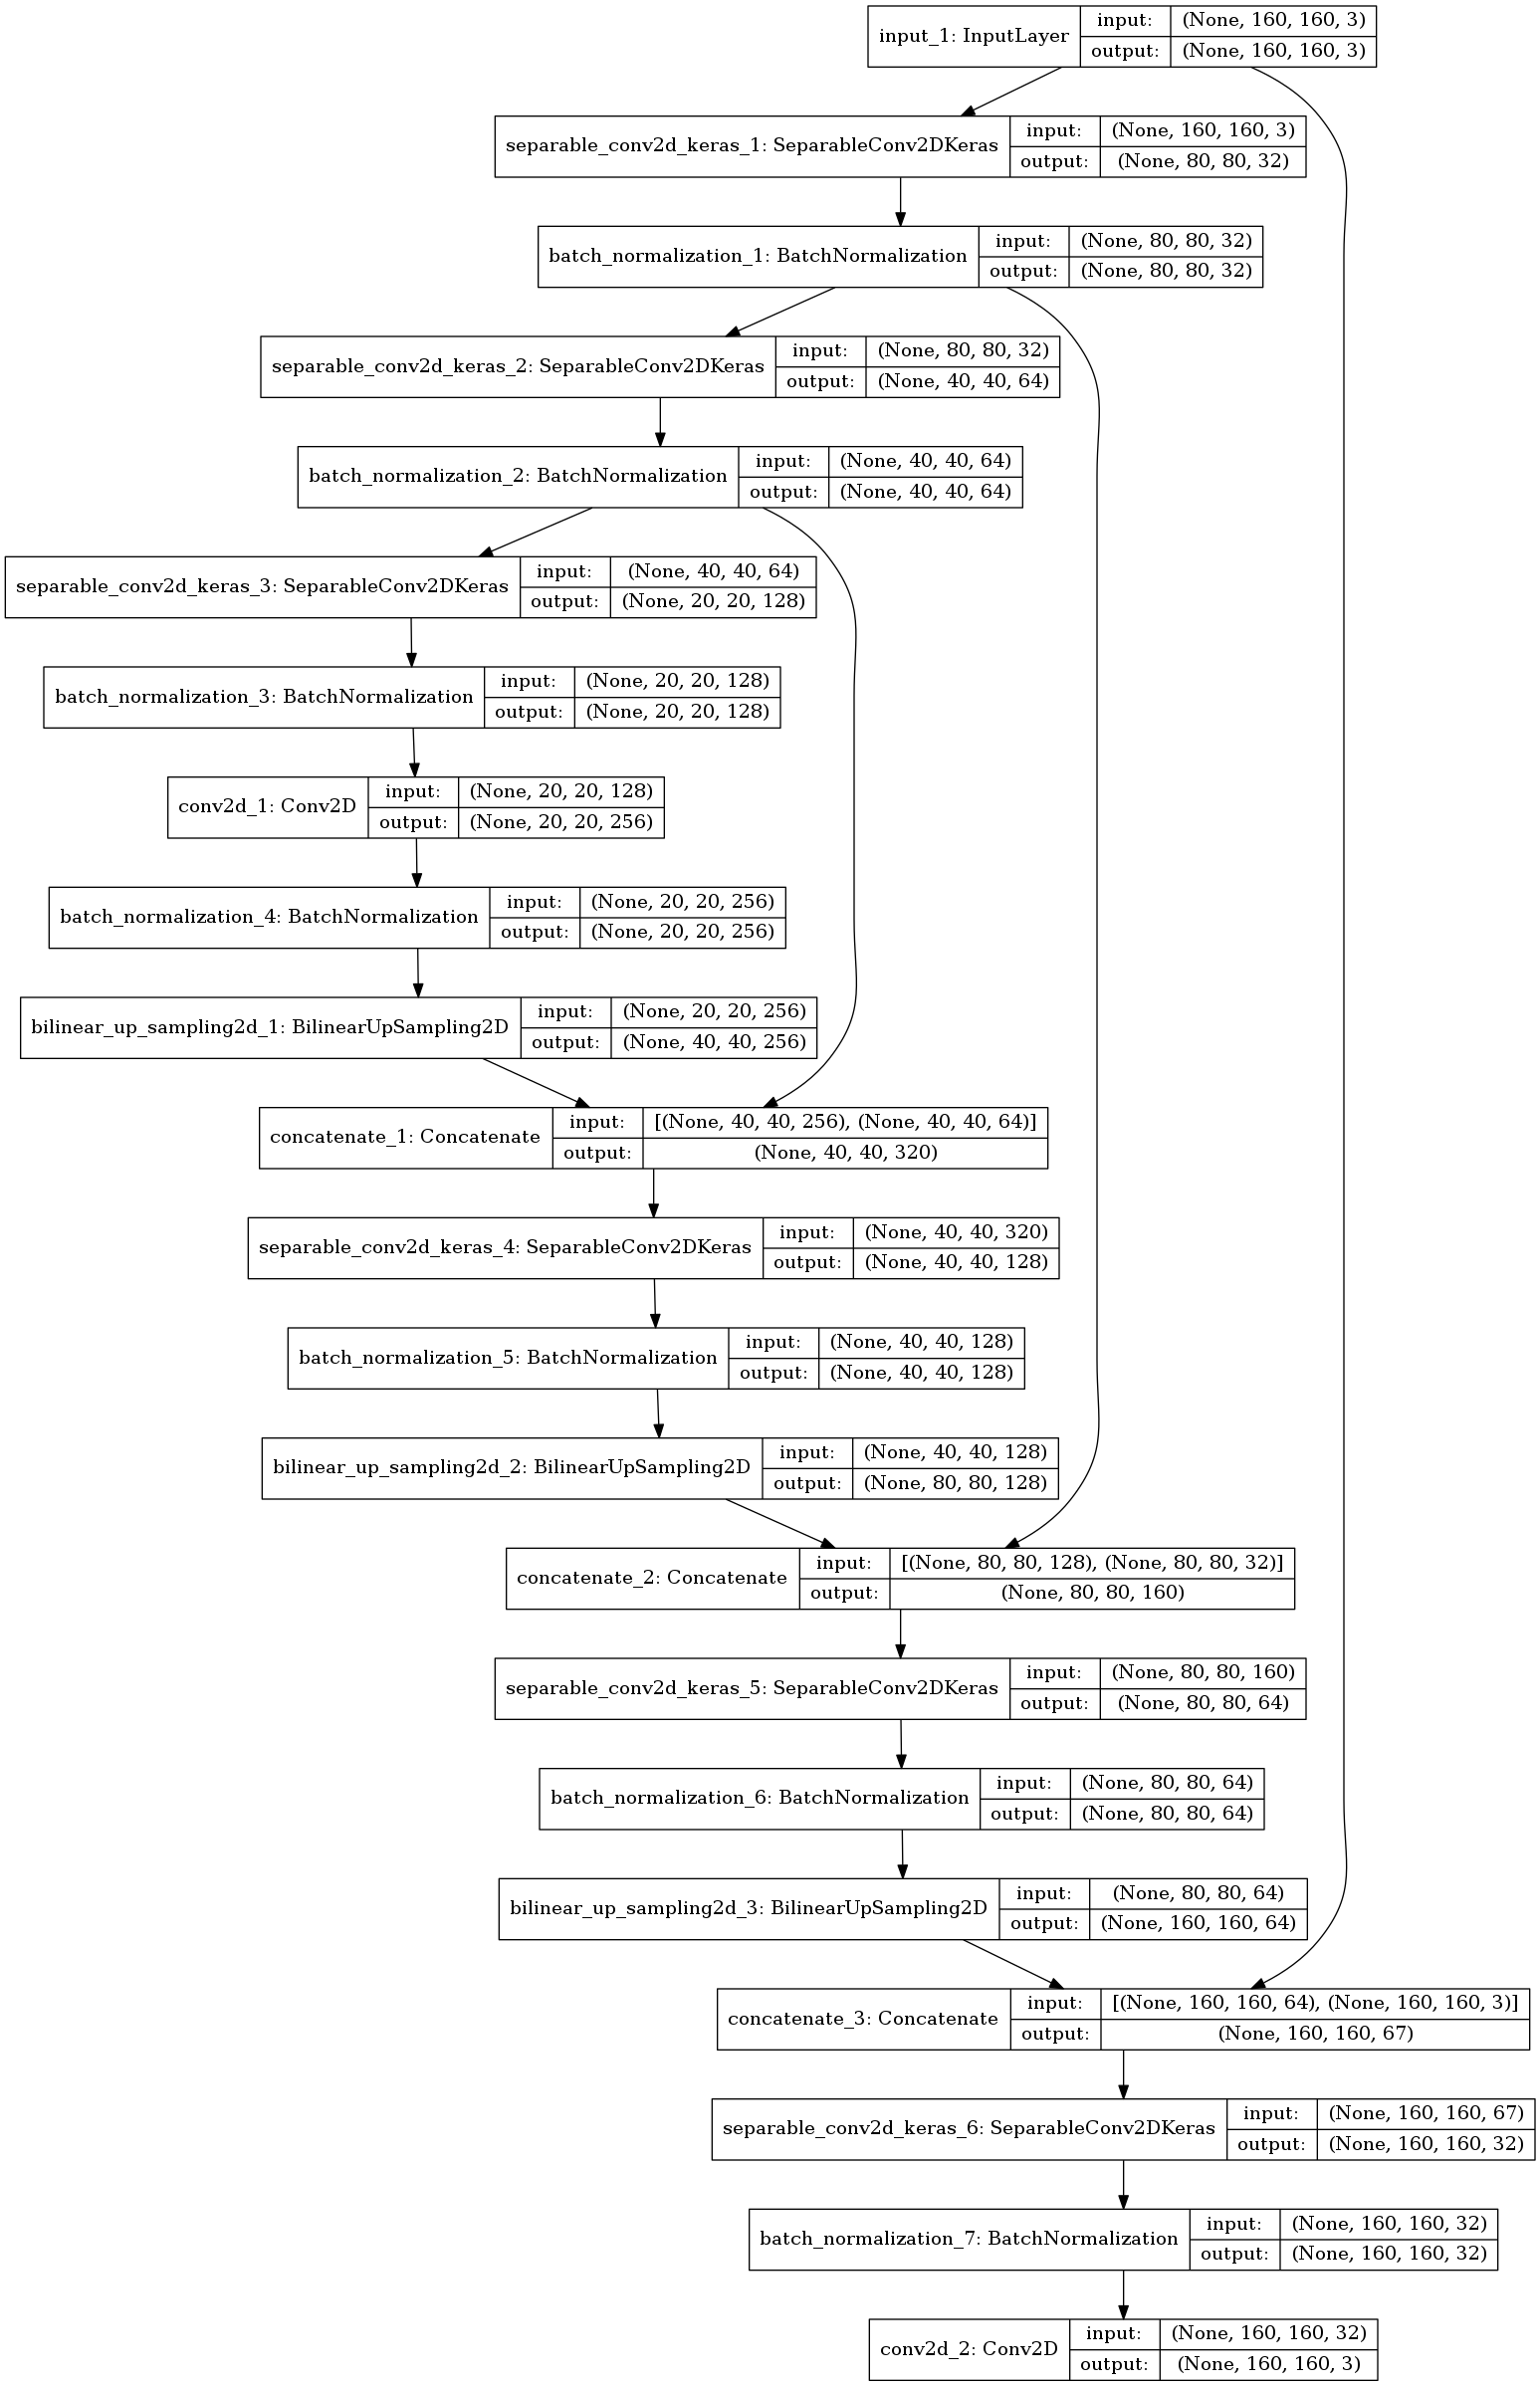 input_1: InputLayer
input: (None, 160, 160, 3)
output: (None, 160, 160, 3)
separable_conv2d_keras_1: SeparableConv2DKeras
input: (None, 160, 160, 3)
output: (None, 80, 80, 32)
batch_normalization_1: BatchNormalization
input: (None, 80, 80, 32)
output: (None, 80, 80, 32)
separable_conv2d_keras_2: SeparableConv2DKeras
input: (None, 80, 80, 32)
output: (None, 40, 40, 64)
batch_normalization_2: BatchNormalization
input: (None, 40, 40, 64)
output: (None, 40, 40, 64)
separable_conv2d_keras_3: SeparableConv2DKeras
input: (None, 40, 40, 64)
output: (None, 20, 20, 128)
batch_normalization_3: BatchNormalization
input: (None, 20, 20, 128)
output: (None, 20, 20, 128)
conv2d_1: Conv2D
input: (None, 20, 20, 128)
output: (None, 20, 20, 256)
batch_normalization_4: BatchNormalization
input: (None, 20, 20, 256)
output: (None, 20, 20, 256)
bilinear_up_sampling2d_1: BilinearUpSampling2D
input: (None, 20, 20, 256)
output: (None, 40, 40, 256)
concatenate_1: Concatenate
input: [(None, 40, 40, 256), (None, 40, 40, 64)]
output: (None, 40, 40, 320)
separable_conv2d_keras_4: SeparableConv2DKeras
input: (None, 40, 40, 320)
output: (None, 40, 40, 128)
batch_normalization_5: BatchNormalization
input: (None, 40, 40, 128)
output: (None, 40, 40, 128)
bilinear_up_sampling2d_2: BilinearUpSampling2D
input: (None, 40, 40, 128)
output: (None, 80, 80, 128)
concatenate_2: Concatenate
input: [(None, 80, 80, 128), (None, 80, 80, 32)]
output: (None, 80, 80, 160)
separable_conv2d_keras_5: SeparableConv2DKeras
input: (None, 80, 80, 160)
output: (None, 80, 80, 64)
batch_normalization_6: BatchNormalization
input: (None, 80, 80, 64)
output: (None, 80, 80, 64)
bilinear_up_sampling2d_3: BilinearUpSampling2D
input: (None, 80, 80, 64)
output: (None, 160, 160, 64)
concatenate_3: Concatenate
input: [(None, 160, 160, 64), (None, 160, 160, 3)]
output: (None, 160, 160, 67)
separable_conv2d_keras_6: SeparableConv2DKeras
input: (None, 160, 160, 67)
output: (None, 160, 160, 32)
batch_normalization_7: BatchNormalization
input: (None, 160, 160, 32)
output: (None, 160, 160, 32)
conv2d_2: Conv2D
input: (None, 160, 160, 32)
output: (None, 160, 160, 3)